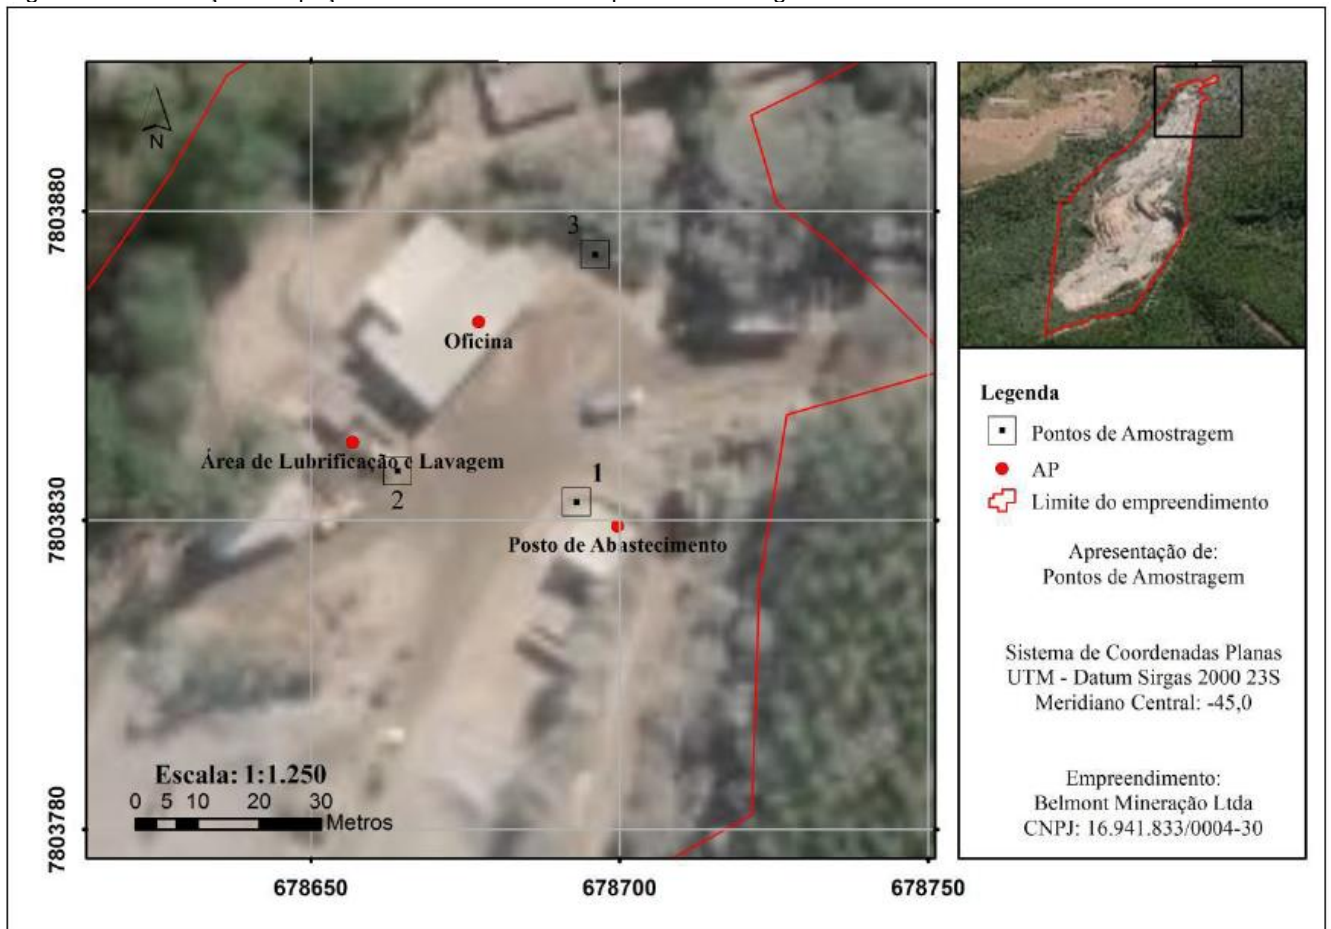 N
7803880
7803830
7803780
3
Oficina
Área de Lubrificação e Lavagem
2
1
Posto de Abastecimento
Escala: 1:1.250
0 5 10 20 30
Metros
678650 678700 678750
Legenda
Pontos de Amostragem
AP
Limite do empreendimento
Apresentação de:
Pontos de Amostragem
Sistema de Coordenadas Planas
UTM - Datum Sirgas 2000 23S
Meridiano Central: -45,0
Empreendimento:
Belmont Mineração Ltda
CNPJ: 16.941.833/0004-30